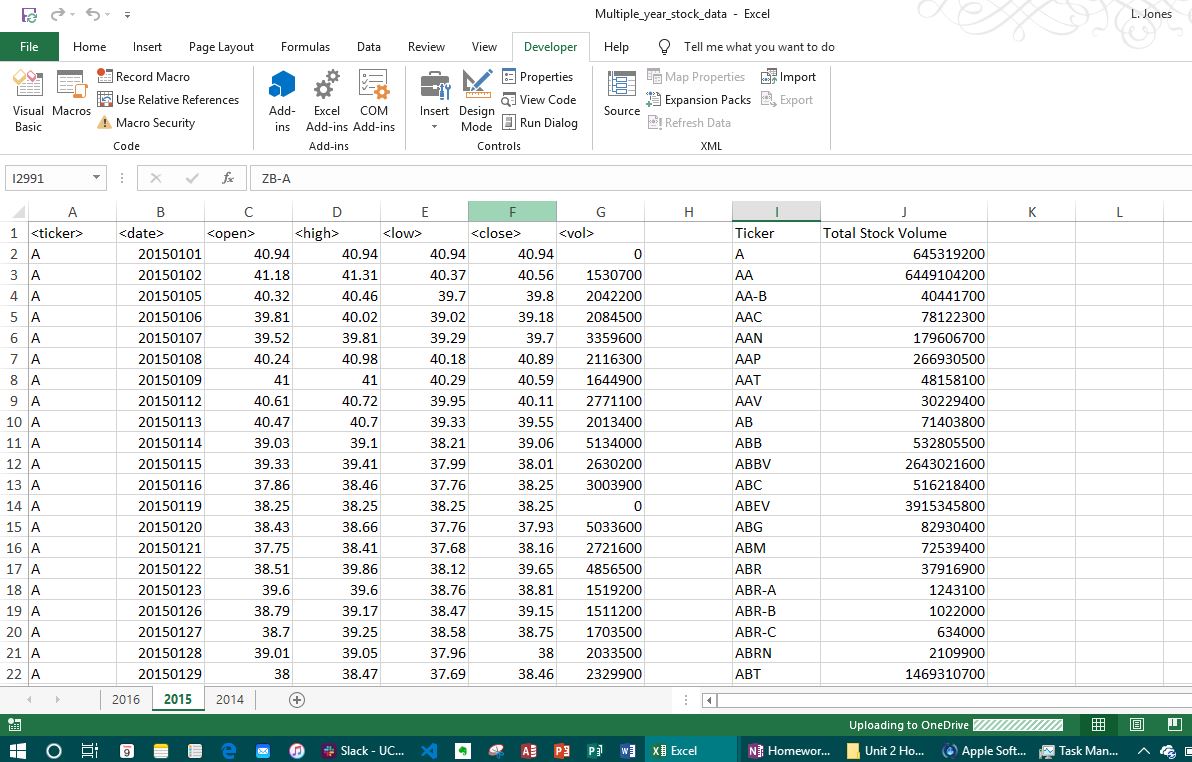 Multiple_year_stock_data - Excel
L. Jones
File Home Insert Page Layout Formulas Data Review View Developer Help Tell me what you want to do
Visual Basic
Macros
Record Macro
Use Relative References
Macro Security
Code
Add-ins
Excel Add-ins
COM Add-ins
Add-ins
Insert
Design Mode
Properties
View Code
Run Dialog
Controls
Source
Map Properties
Expansion Packs
Refresh Data
Import
Export
XML
I2991 fx ZB-A
A B C D E F G H I J K L
1 <ticker> <date> <open> <high> <low> <close> <vol> Ticker Total Stock Volume
2 A 20150101 40.94 40.94 40.94 40.94 0 A 645319200
3 A 20150102 41.18 41.31 40.37 40.56 1530700 AA 6449104200
4 A 20150105 40.32 40.46 39.7 39.8 2042200 AA-B 40441700
5 A 20150106 39.81 40.02 39.02 39.18 2084500 AAC 78122300
6 A 20150107 39.52 39.81 39.29 39.7 3359600 AAN 179606700
7 A 20150108 40.24 40.98 40.18 40.89 2116300 AAP 266930500
8 A 20150109 41 41 40.29 40.59 1644900 AAT 48158100
9 A 20150112 40.61 40.72 39.95 40.11 2771100 AAV 30229400
10 A 20150113 40.47 40.7 39.33 39.55 2013400 AB 71403800
11 A 20150114 39.03 39.1 38.21 39.06 5134000 ABB 532805500
12 A 20150115 39.33 39.41 37.99 38.01 2630200 ABBV 2643021600
13 A 20150116 37.86 38.46 37.76 38.25 3003900 ABC 516218400
14 A 20150119 38.25 38.25 38.25 38.25 0 ABEV 3915345800
15 A 20150120 38.43 38.66 37.76 37.93 5033600 ABG 82930400
16 A 20150121 37.75 38.41 37.68 38.16 2721600 ABM 72539400
17 A 20150122 38.51 39.86 38.12 39.65 4856500 ABR 37916900
18 A 20150123 39.6 39.6 38.76 38.81 1519200 ABR-A 1243100
19 A 20150126 38.79 39.17 38.47 39.15 1511200 ABR-B 1022000
20 A 20150127 38.7 39.25 38.58 38.75 1703500 ABR-C 634000
21 A 20150128 39.01 39.05 37.96 38 2033500 ABRN 2109900
22 A 20150129 38 38.47 37.69 38.46 2329900 ABT 1469310700
2016 2015 2014
Uploading to OneDrive
9 Slack - UC... Excel Homewor... Unit 2 Ho... Apple Soft... Task Man...